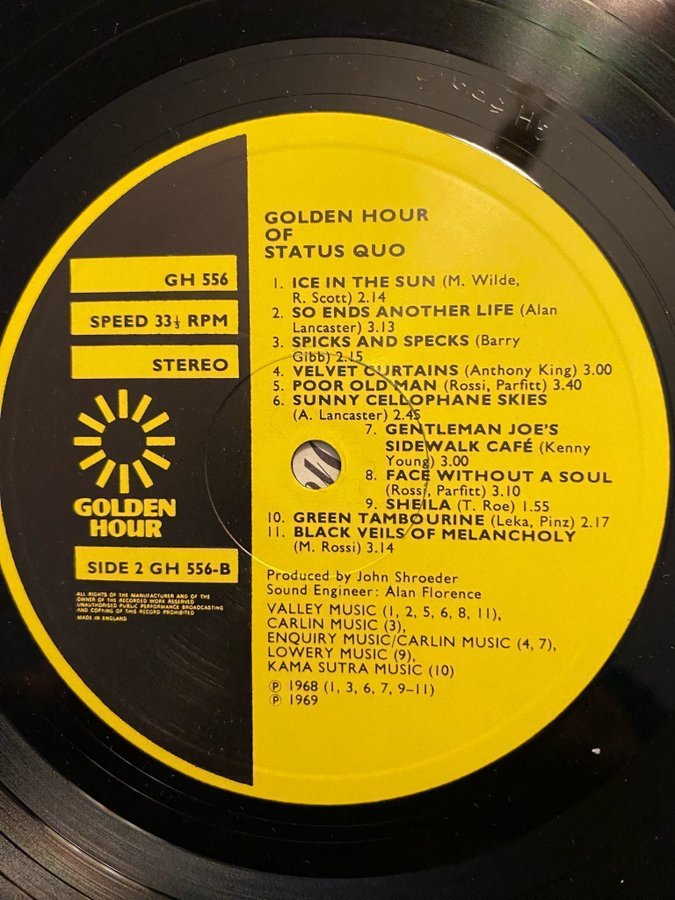 GOLDEN HOUR
OF
STATUS QUO
GH 556
SPEED 33⅓ RPM
STEREO
1. ICE IN THE SUN (M. Wilde,
R. Scott) 2.14
2. SO ENDS ANOTHER LIFE (Alan
Lancaster) 3.13
3. SPICKS AND SPECKS (Barry
Gibb) 2.15
4. VELVET CURTAINS (Anthony King) 3.00
5. POOR OLD MAN (Rossi, Parfitt) 3.40
6. SUNNY CELLOPHANE SKIES
(A. Lancaster) 2.45
7. GENTLEMAN JOE'S
SIDEWALK CAFÉ (Kenny
Young) 3.00
8. FACE WITHOUT A SOUL
(Rossi, Parfitt) 3.10
9. SHEILA (T. Roe) 1.55
10. GREEN TAMBOURINE (Leka, Pinz) 2.17
11. BLACK VEILS OF MELANCHOLY
(M. Rossi) 3.14
GOLDEN
HOUR
SIDE 2 GH 556-B
ALL RIGHTS OF THE MANUFACTURER AND OF THE
OWNER OF THE RECORDED WORK RESERVED
UNAUTHORISED PUBLIC PERFORMANCE BROADCASTING
AND COPYING OF THIS RECORD PROHIBITED
MADE IN ENGLAND
Produced by John Shroeder
Sound Engineer: Alan Florence
VALLEY MUSIC (1, 2, 5, 6, 8, 11),
CARLIN MUSIC (3),
ENQUIRY MUSIC/CARLIN MUSIC (4, 7),
LOWERY MUSIC (9),
KAMA SUTRA MUSIC (10)
℗ 1968 (1, 3, 6, 7, 9–11)
℗ 1969